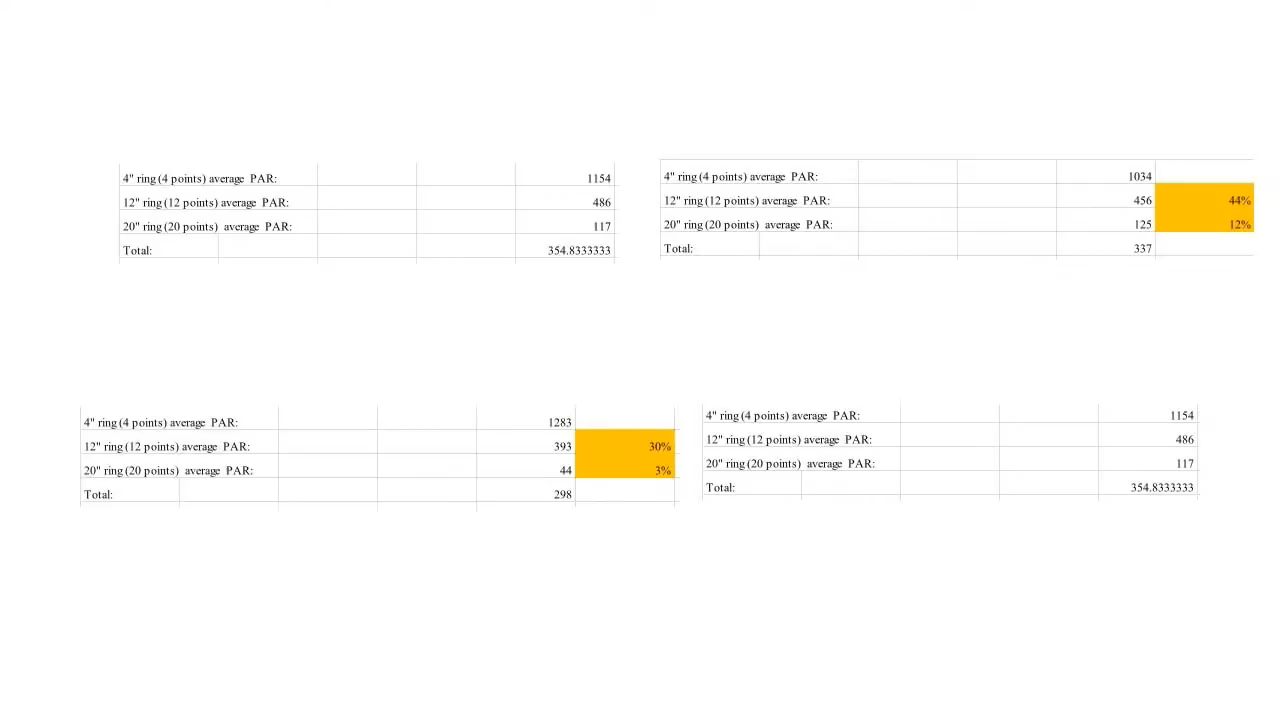 4" ring (4 points) average PAR: 1154
12" ring (12 points) average PAR: 486
20" ring (20 points) average PAR: 117
Total: 354.8333333
4" ring (4 points) average PAR: 1034
12" ring (12 points) average PAR: 456 44%
20" ring (20 points) average PAR: 125 12%
Total: 337
4" ring (4 points) average PAR: 1283
12" ring (12 points) average PAR: 393 30%
20" ring (20 points) average PAR: 44 3%
Total: 298
4" ring (4 points) average PAR: 1154
12" ring (12 points) average PAR: 486
20" ring (20 points) average PAR: 117
Total: 354.8333333